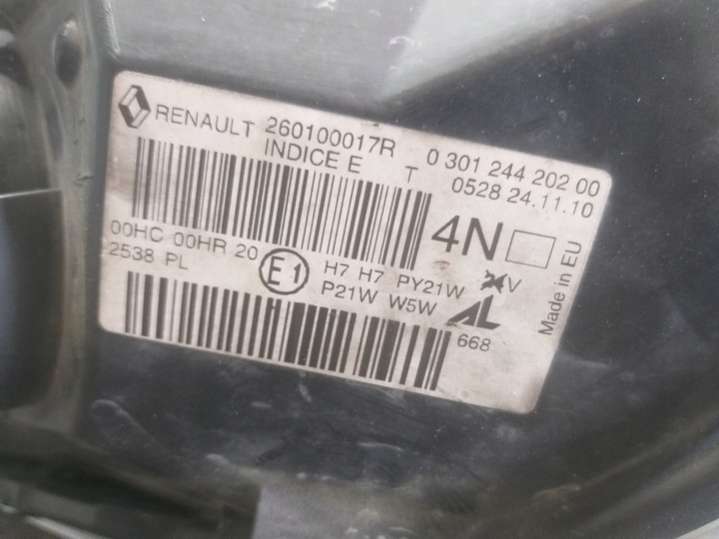 RENAULT 260100017R 0 301 244 202 00
INDICE E T 0528 24.11.10
4N
Made in EU
00HC 00HR 20
2538 PL
E1
H7 H7 PY21W V
P21W W5W AL
668